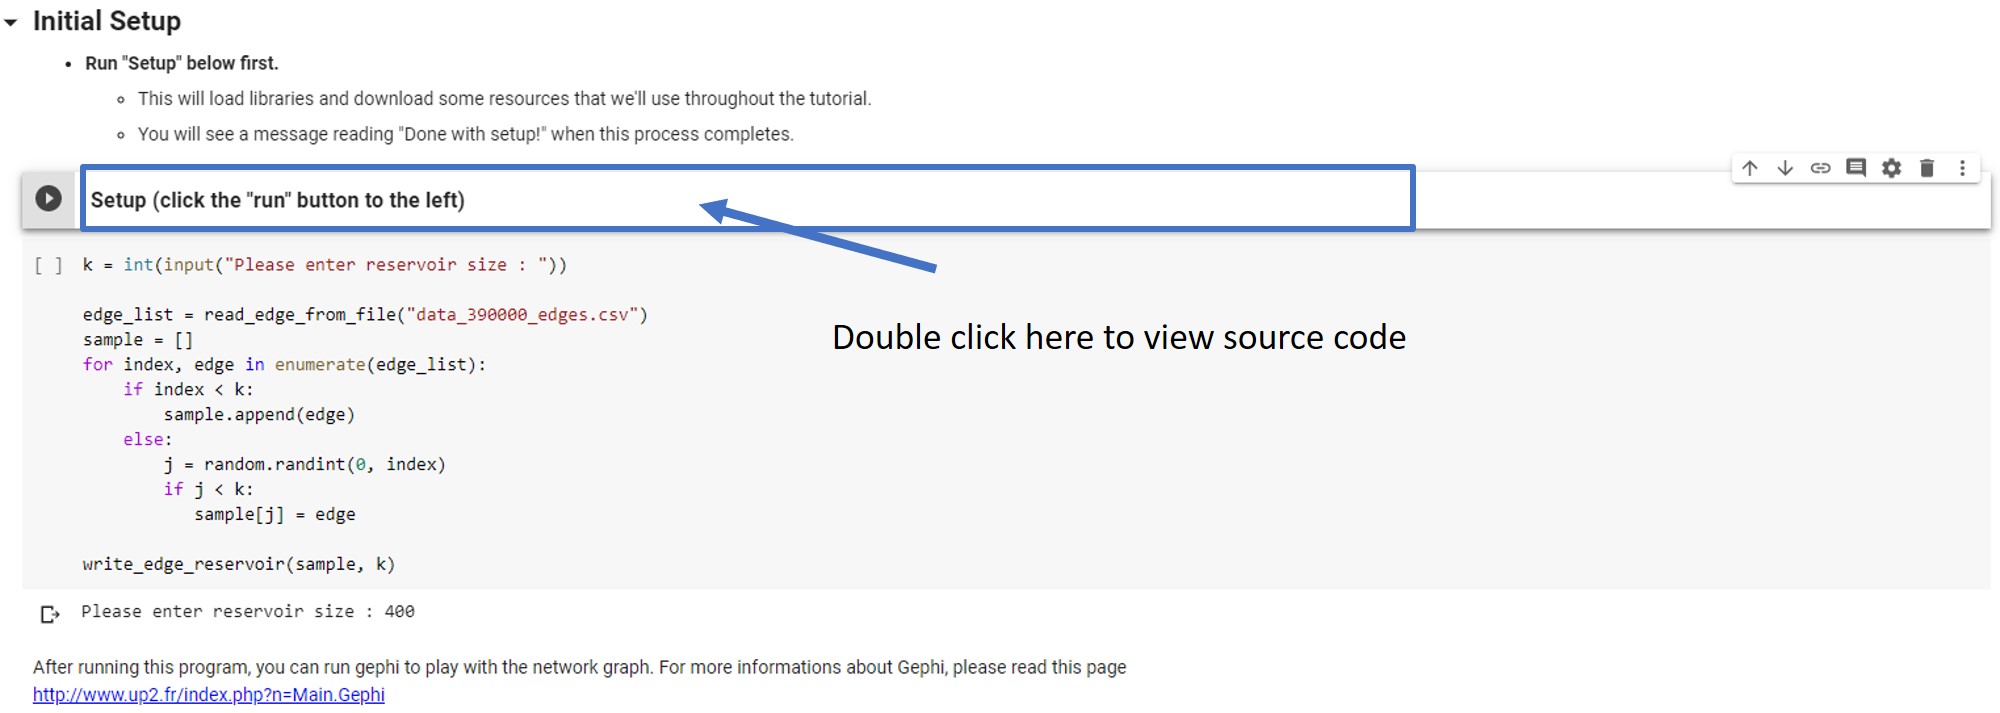 Initial Setup
• Run "Setup" below first.
◦ This will load libraries and download some resources that we'll use throughout the tutorial.
◦ You will see a message reading "Done with setup!" when this process completes.
Setup (click the "run" button to the left)
[ ] k = int(input("Please enter reservoir size : "))
edge_list = read_edge_from_file("data_390000_edges.csv")
sample = []
for index, edge in enumerate(edge_list):
    if index < k:
        sample.append(edge)
    else:
        j = random.randint(0, index)
        if j < k:
           sample[j] = edge
write_edge_reservoir(sample, k)
Double click here to view source code
Please enter reservoir size : 400
After running this program, you can run gephi to play with the network graph. For more informations about Gephi, please read this page
http://www.up2.fr/index.php?n=Main.Gephi